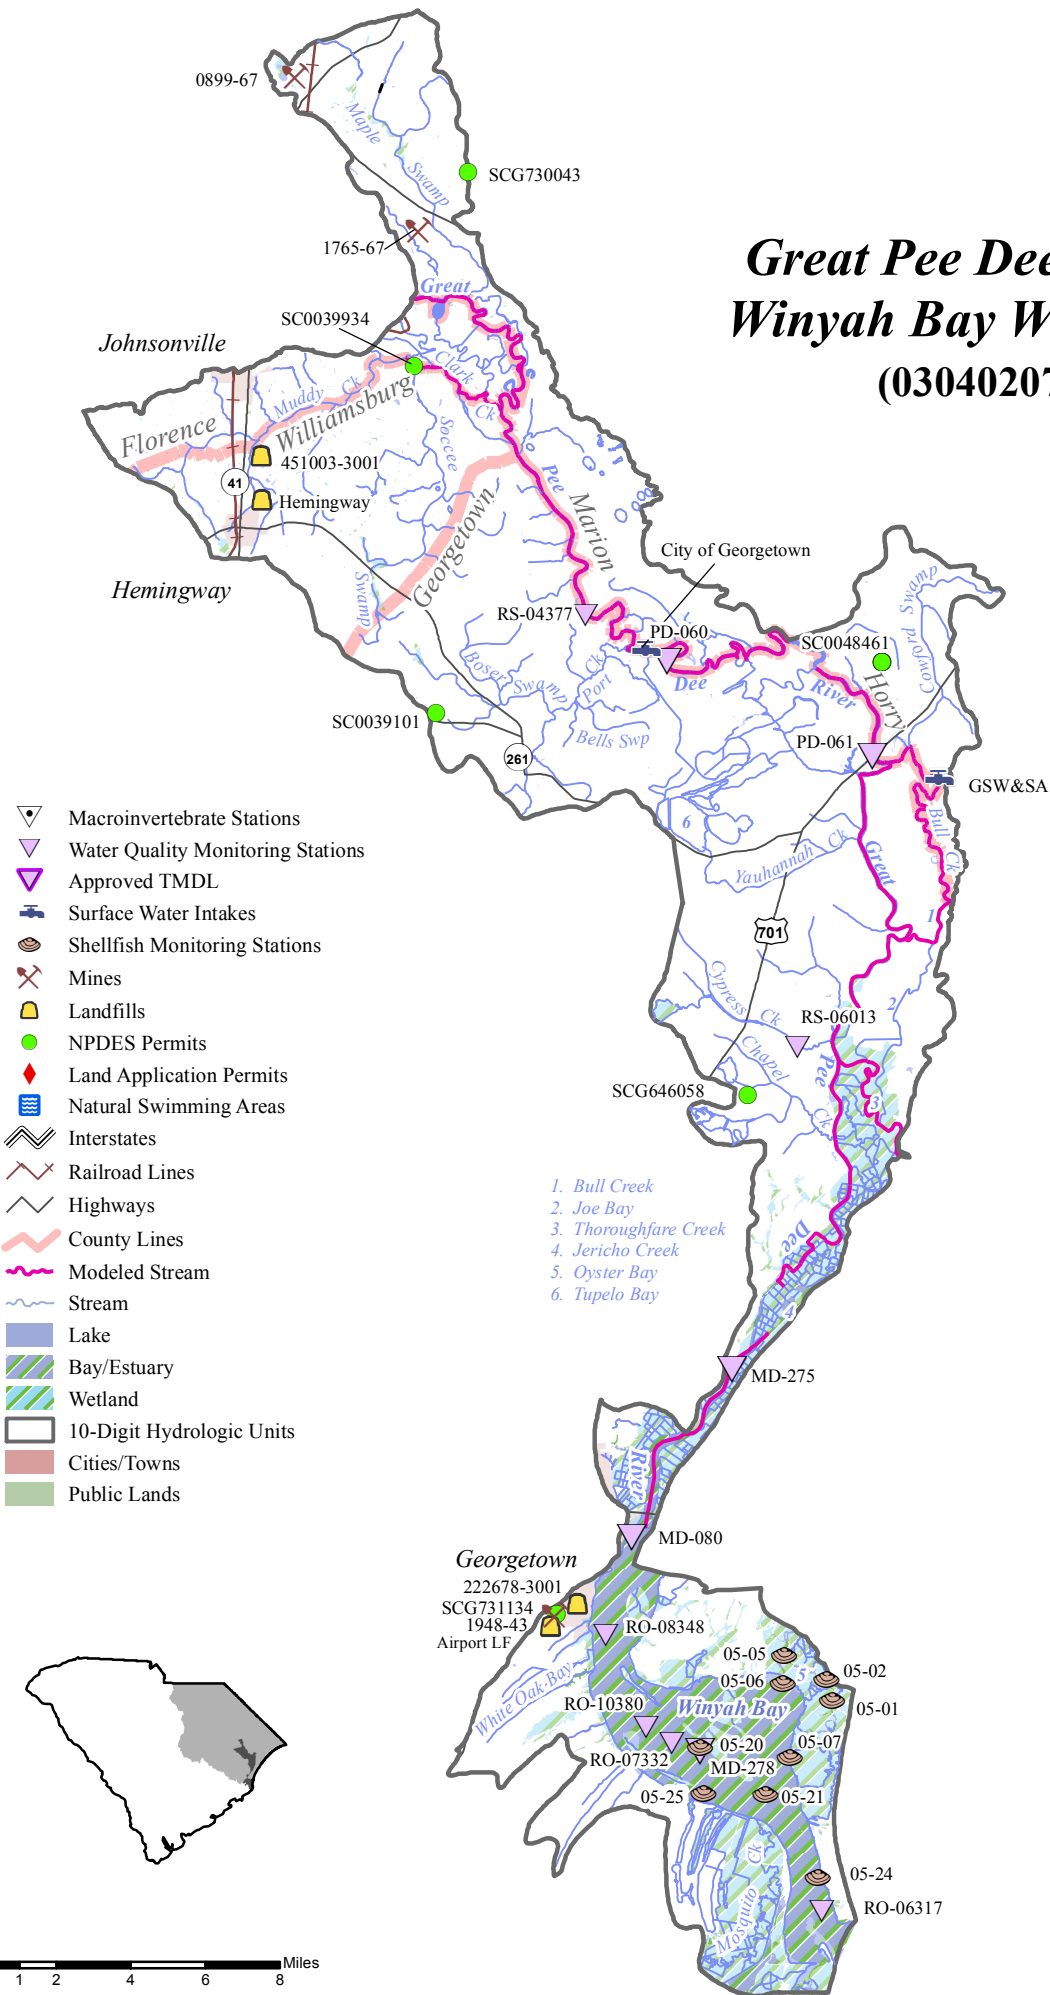 0899-67
Maple
Swamp
SCG730043
1765-67
Great Pee Dee
Winyah Bay W
(03040207
Great
SC0039934
Johnsonville
Clark
Ck
Muddy Ck
Florence
Williamsburg
Soccee
Swamp
451003-3001
41
Hemingway
Pee
Marion
Georgetown
City of Georgetown
Hemingway
RS-04377
PD-060
SC0048461
Cowford Swamp
Horry
Boser Swamp
Port Ck
Dee
River
SC0039101
Bells Swp
PD-061
261
GSW&SA
6
Bull Ck
Yauhannah Ck
Great
1
701
Cypress Ck
2
RS-06013
Chapel Ck
Pee
SCG646058
3
Macroinvertebrate Stations
Water Quality Monitoring Stations
Approved TMDL
Surface Water Intakes
Shellfish Monitoring Stations
Mines
Landfills
NPDES Permits
Land Application Permits
Natural Swimming Areas
Interstates
Railroad Lines
Highways
County Lines
Modeled Stream
Stream
Lake
Bay/Estuary
Wetland
10-Digit Hydrologic Units
Cities/Towns
Public Lands
1. Bull Creek
2. Joe Bay
3. Thoroughfare Creek
4. Jericho Creek
5. Oyster Bay
6. Tupelo Bay
Dee
4
MD-275
River
MD-080
Georgetown
222678-3001
SCG731134
1948-43
Airport LF
RO-08348
05-05
5
05-02
05-06
05-01
White Oak Bay
RO-10380
Winyah Bay
05-20
05-07
RO-07332
MD-278
05-25
05-21
Mosquito Ck
05-24
RO-06317
Miles
1 2 4 6 8